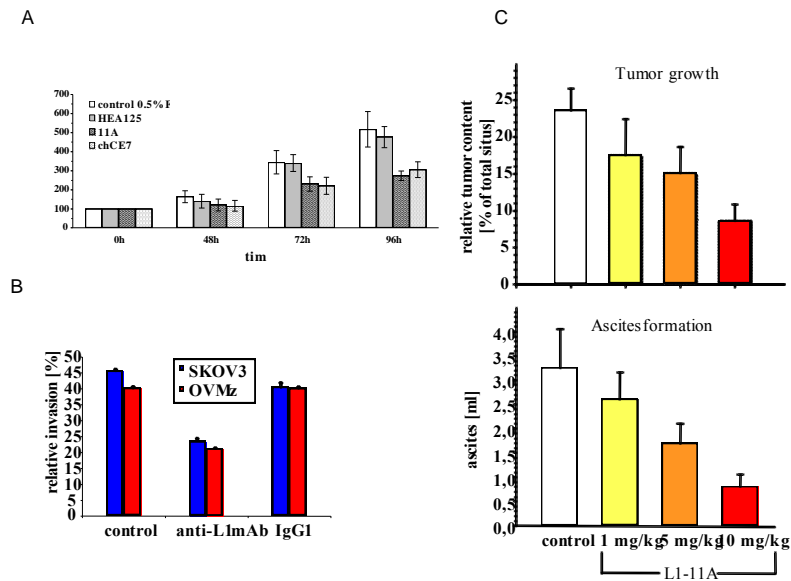 A
700
600
500
400
300
200
100
0
control 0.5% F
HEA125
11A
chCE7
0h
48h
72h
96h
tim
B
relative invasion [%]
50
45
40
35
30
25
20
15
10
5
0
SKOV3
OVMz
control anti-L1mAb IgG1
C
Tumor growth
relative tumor content
[% of total situs]
25
20
15
10
5
0
Ascitesformation
ascites [ml]
4,0
3,5
3,0
2,5
2,0
1,5
1,0
0,5
0,0
control 1 mg/kg 5 mg/kg 10 mg/kg
L1-11A